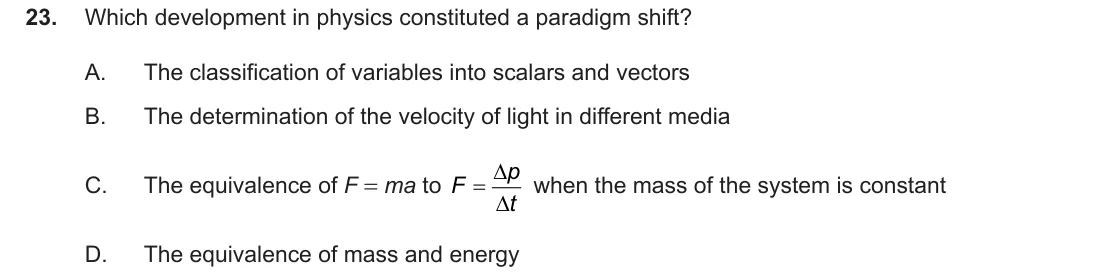 23. Which development in physics constituted a paradigm shift?
A. The classification of variables into scalars and vectors
B. The determination of the velocity of light in different media
C. The equivalence of F = ma to F = Δp/Δt when the mass of the system is constant
D. The equivalence of mass and energy